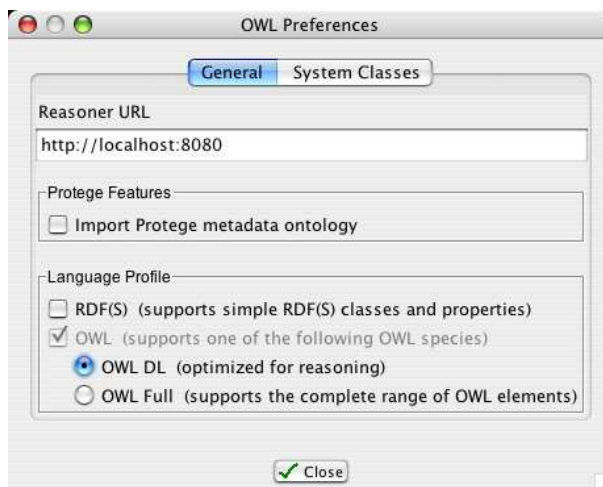 OWL Preferences
General System Classes
Reasoner URL
http://localhost:8080
Protege Features
Import Protege metadata ontology
Language Profile
RDF(S) (supports simple RDF(S) classes and properties)
OWL (supports one of the following OWL species)
OWL DL (optimized for reasoning)
OWL Full (supports the complete range of OWL elements)
Close